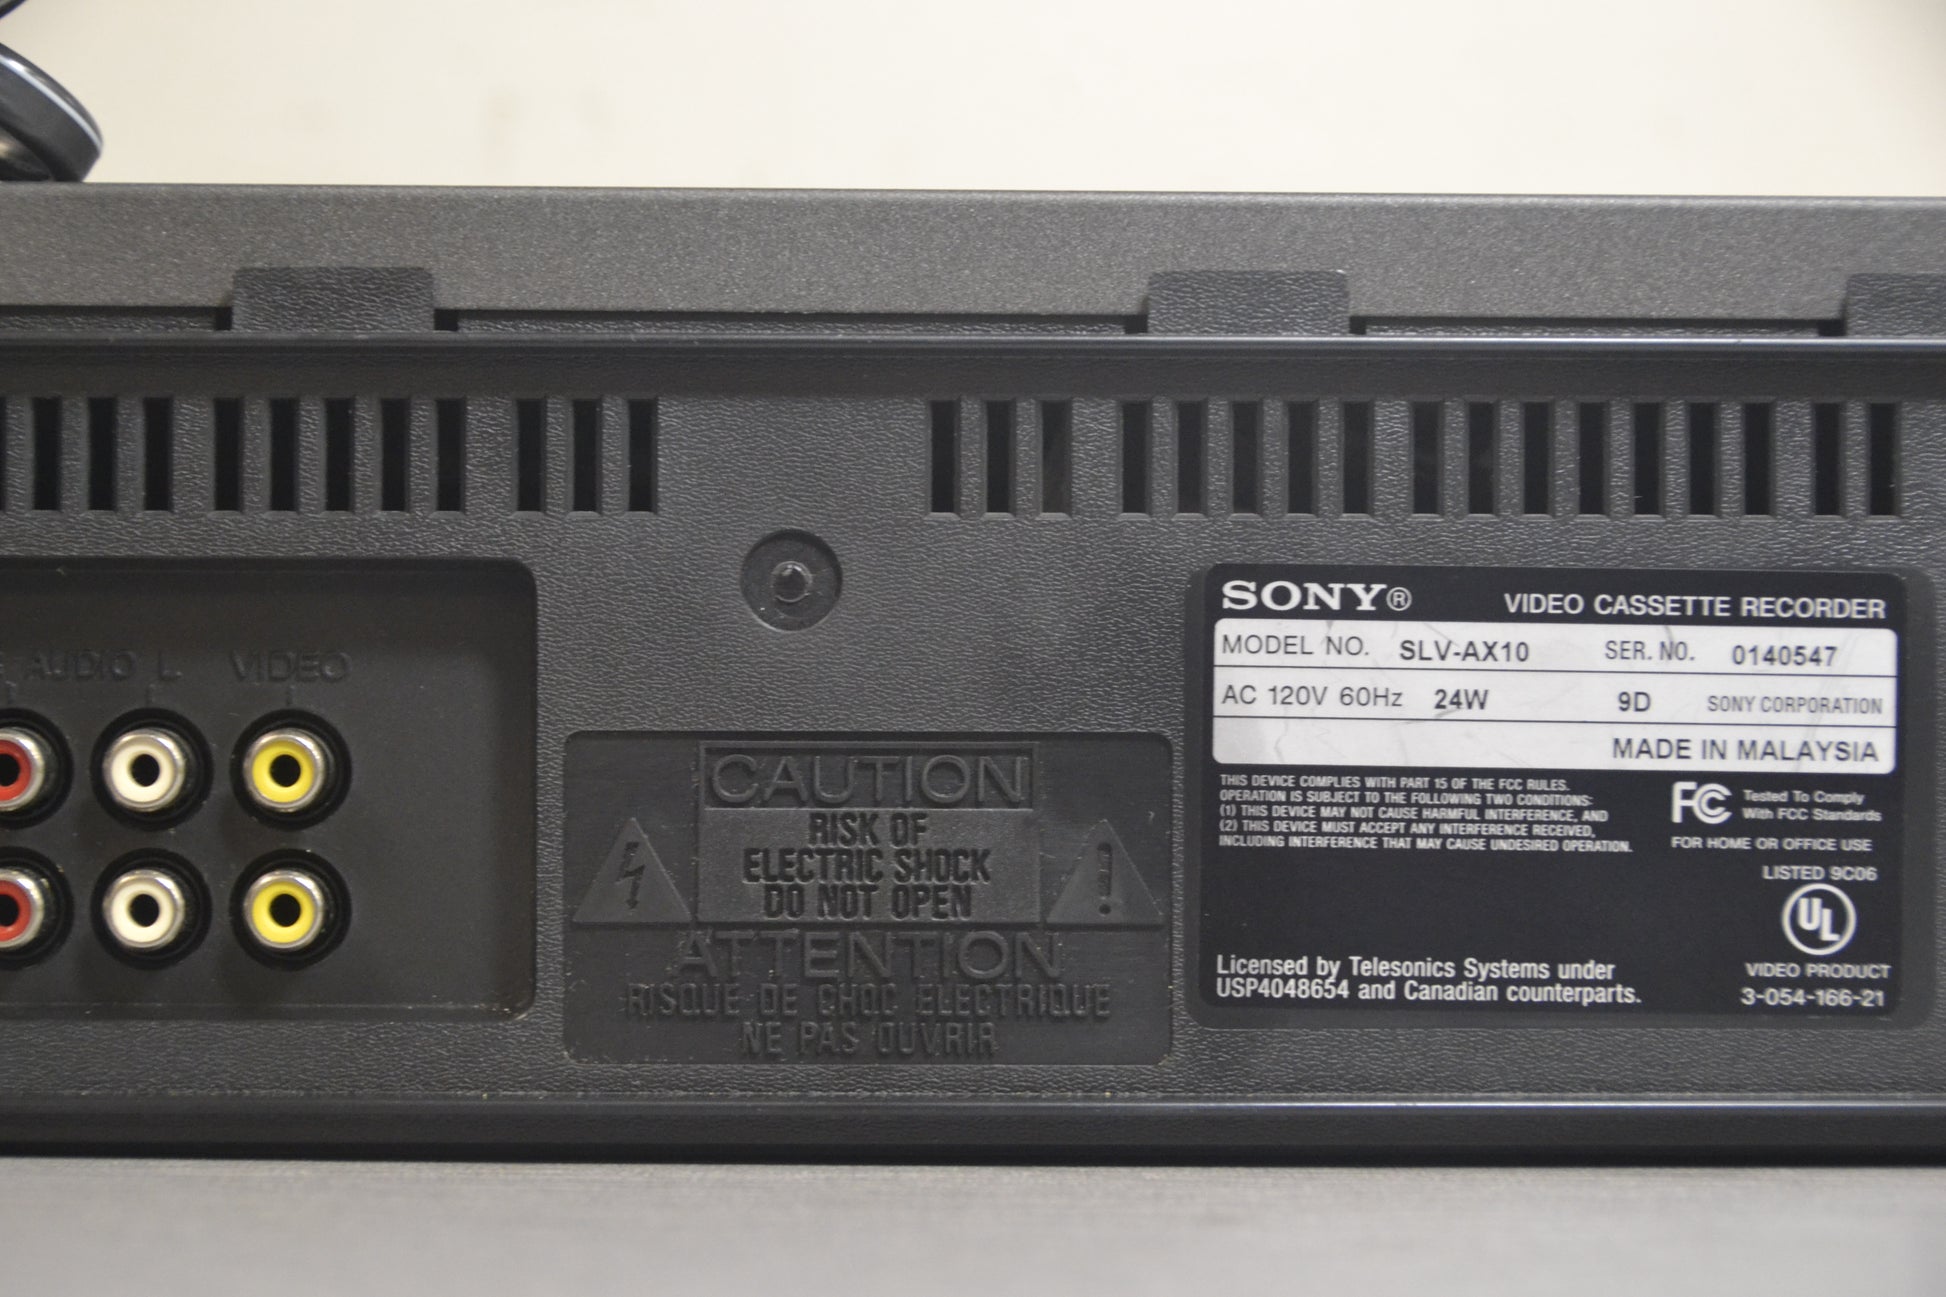 AUDIO L VIDEO
CAUTION
RISK OF
ELECTRIC SHOCK
DO NOT OPEN
ATTENTION
RISQUE DE CHOC ELECTRIQUE
NE PAS OUVRIR
SONY® VIDEO CASSETTE RECORDER
MODEL NO. SLV-AX10 SER. NO. 0140547
AC 120V 60Hz 24W 9D SONY CORPORATION
MADE IN MALAYSIA
THIS DEVICE COMPLIES WITH PART 15 OF THE FCC RULES.
OPERATION IS SUBJECT TO THE FOLLOWING TWO CONDITIONS:
(1) THIS DEVICE MAY NOT CAUSE HARMFUL INTERFERENCE, AND
(2) THIS DEVICE MUST ACCEPT ANY INTERFERENCE RECEIVED,
INCLUDING INTERFERENCE THAT MAY CAUSE UNDESIRED OPERATION.
FC Tested To Comply
With FCC Standards
FOR HOME OR OFFICE USE
LISTED 9C06
UL
VIDEO PRODUCT
3-054-166-21
Licensed by Telesonics Systems under
USP4048654 and Canadian counterparts.